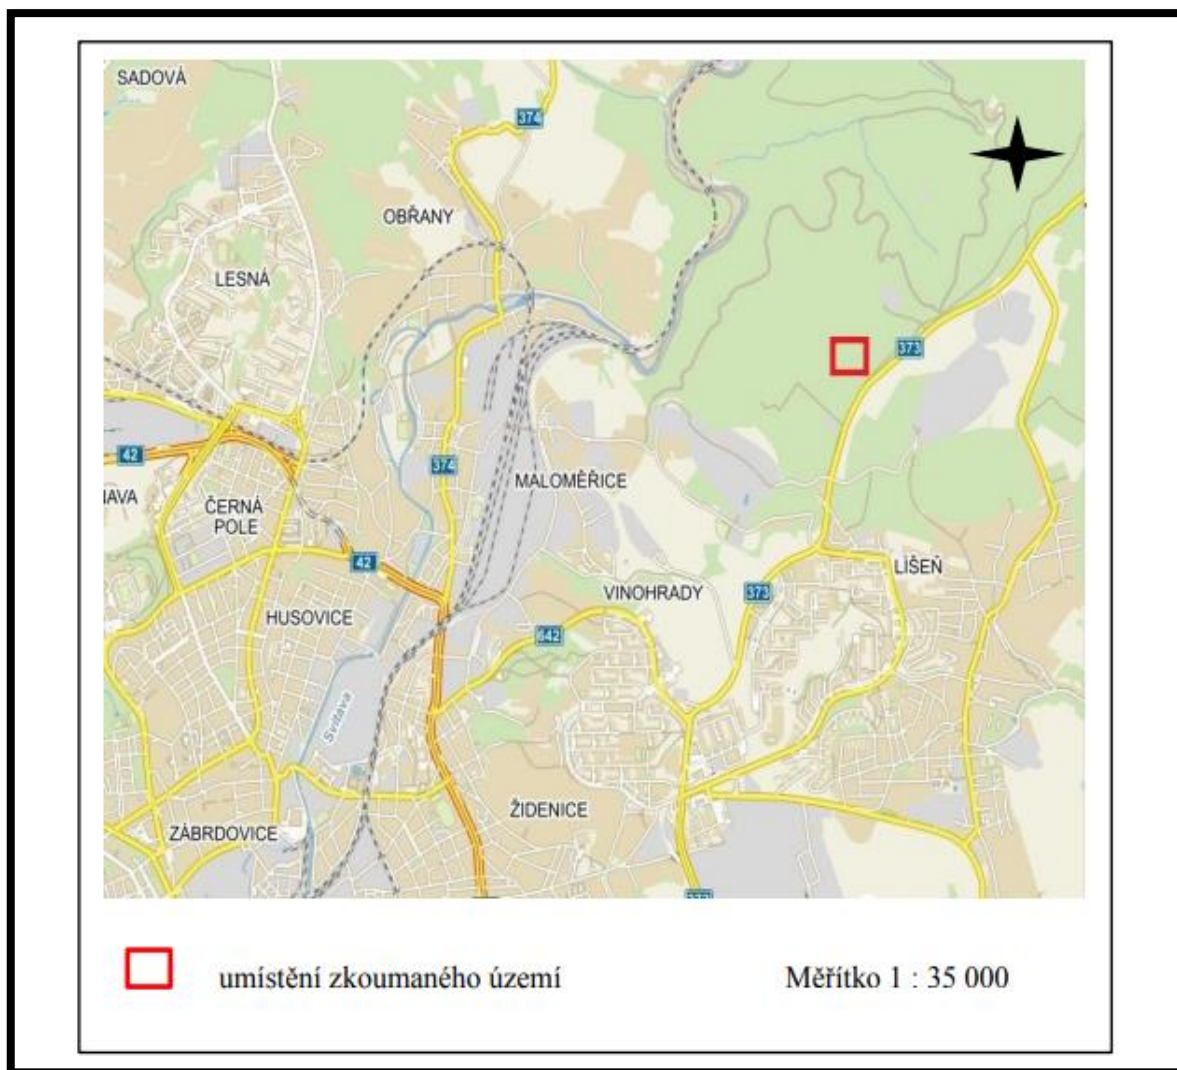 SADOVÁ
374
OBŘANY
LESNÁ
373
42
374
MALOMĚŘICE
ČERNÁ
POLE
42
LÍŠEŇ
VINOHRADY
373
HUSOVICE
642
Svitava
ŽIDENICE
ZÁBRDOVICE
umístění zkoumaného území
Měřítko 1 : 35 000